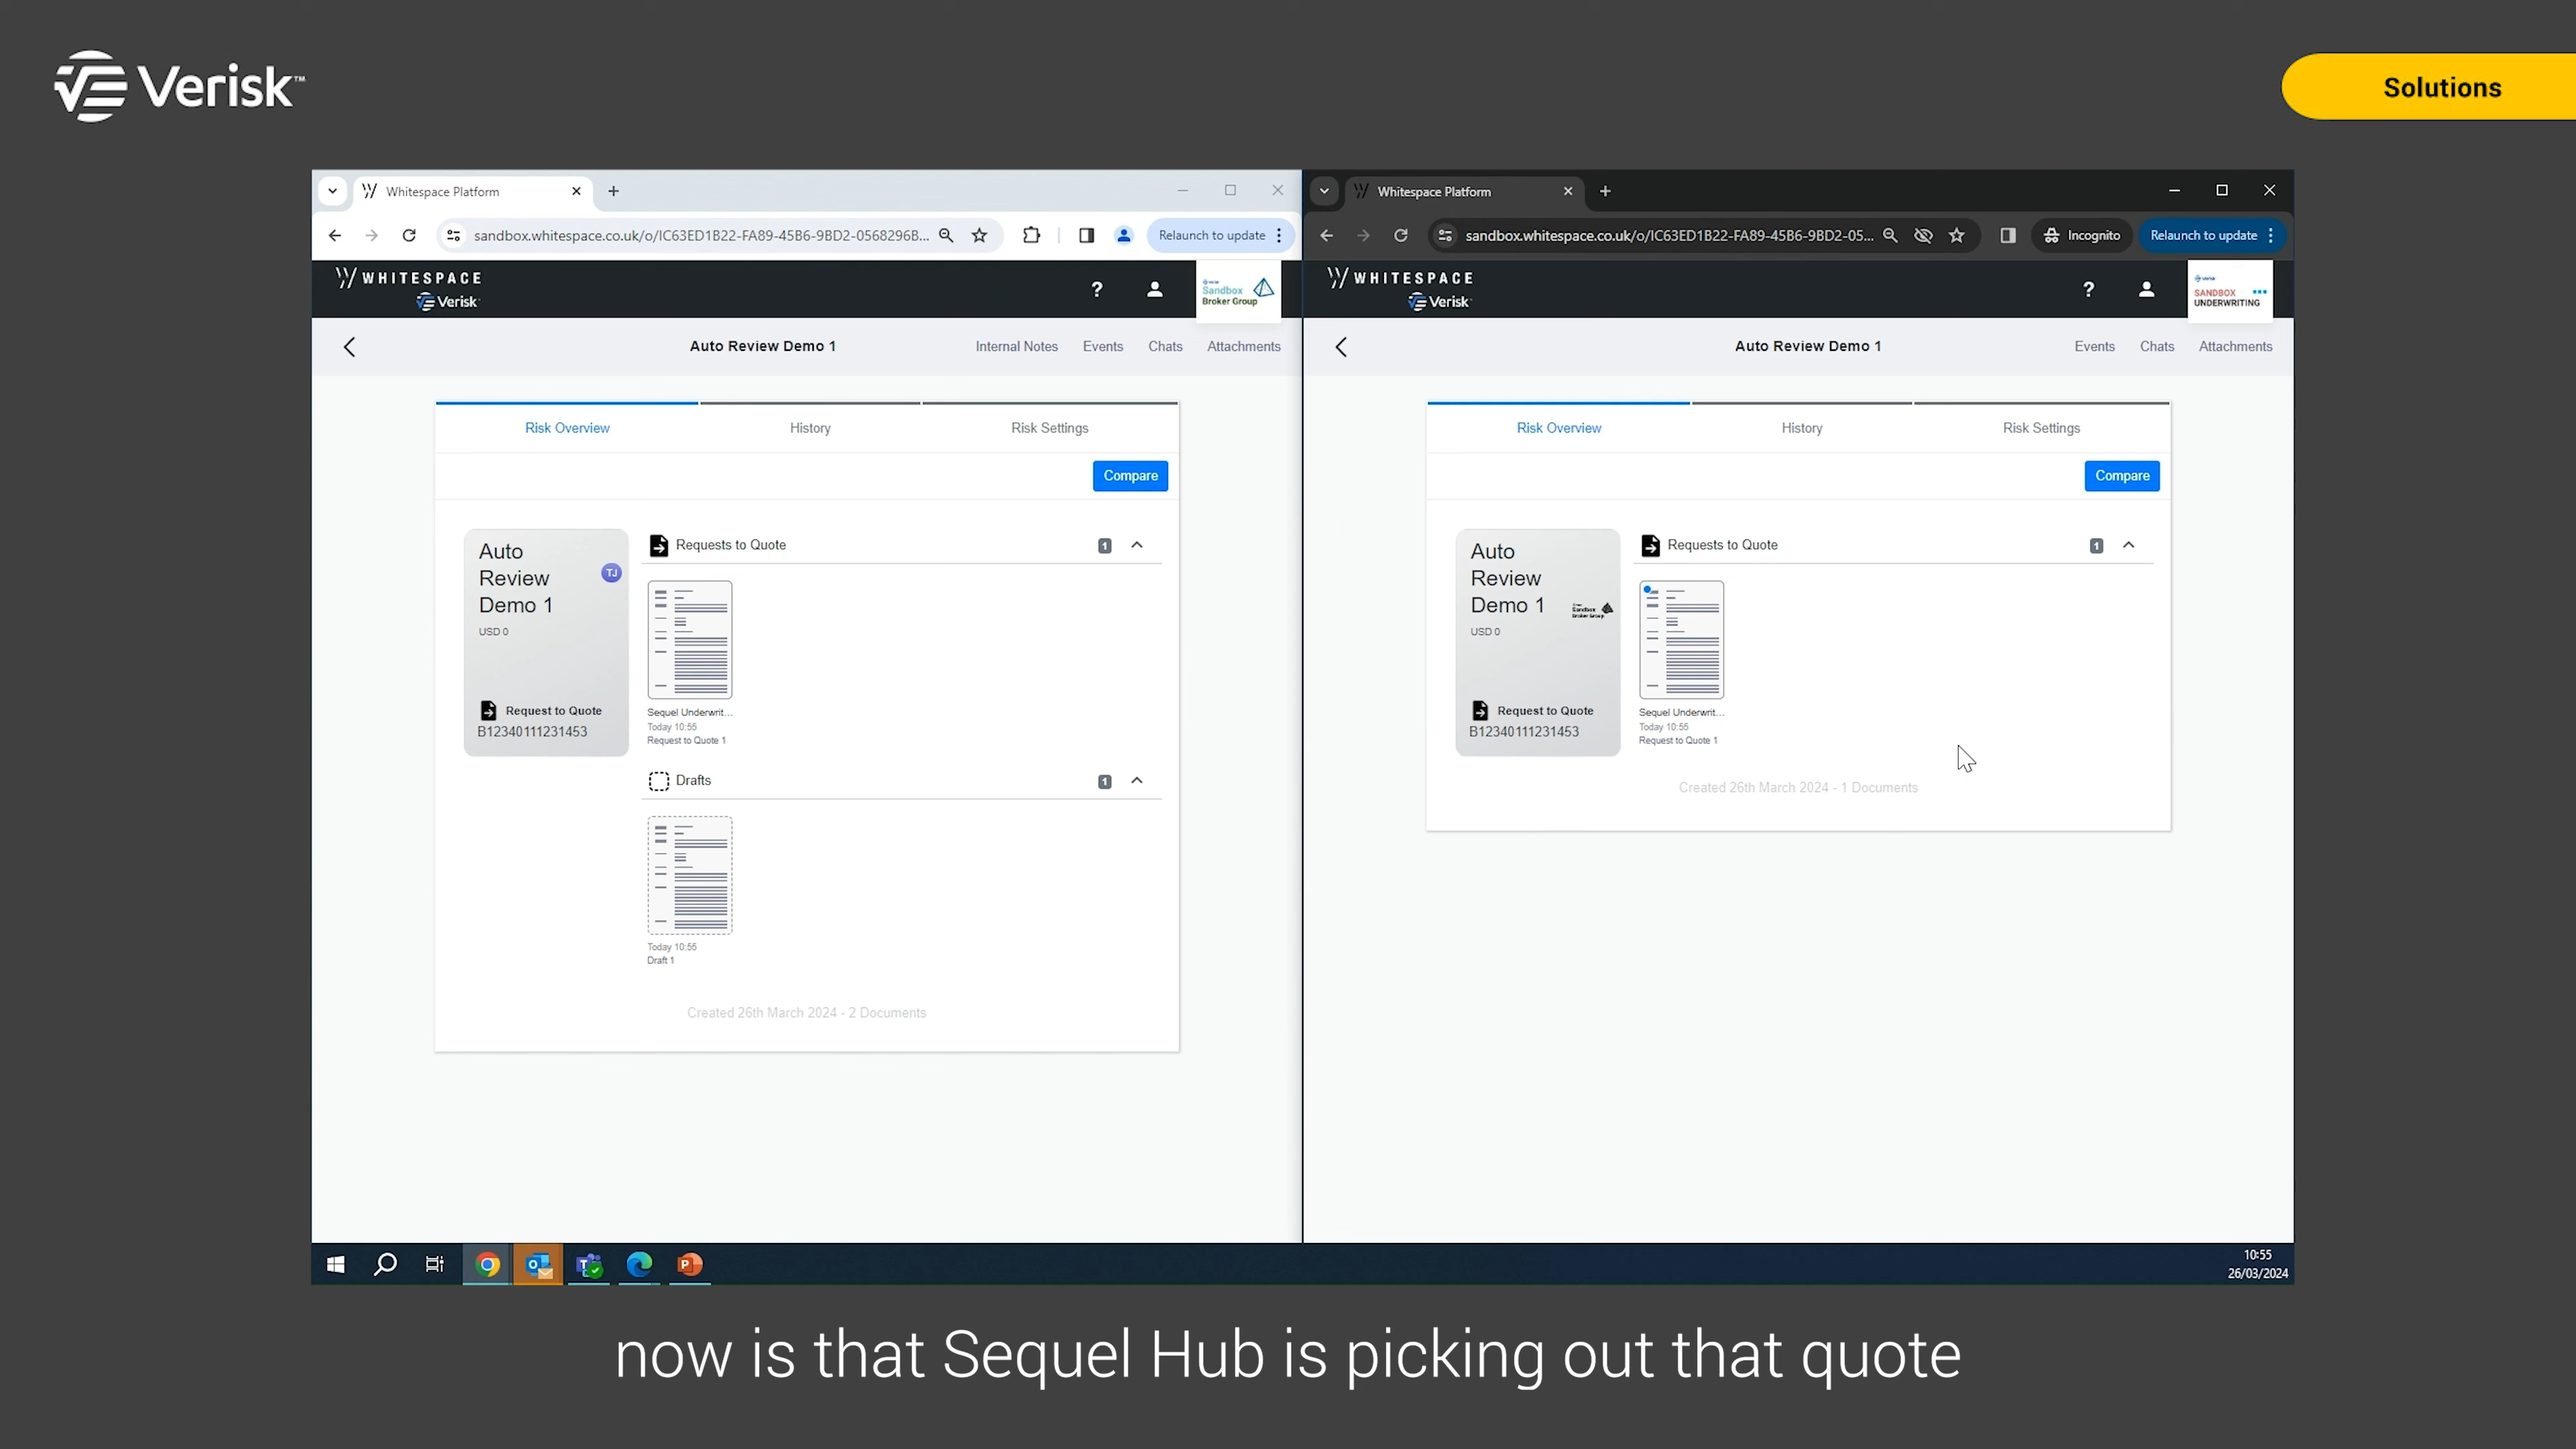 Verisk™
Solutions
Whitespace Platform
sandbox.whitespace.co.uk/o/IC63ED1B22-FA89-45B6-9BD2-0568296B...
Relaunch to update
WHITESPACE
Verisk
?
Sandbox
Broker Group
Auto Review Demo 1
Internal Notes
Events
Chats
Attachments
Risk Overview
History
Risk Settings
Compare
Auto
Review
Demo 1
TJ
USD 0
Request to Quote
B12340111231453
Requests to Quote
1
Sequel Underwrit...
Today 10:55
Request to Quote 1
Drafts
1
Today 10:55
Draft 1
Created 26th March 2024 - 2 Documents
Whitespace Platform
sandbox.whitespace.co.uk/o/IC63ED1B22-FA89-45B6-9BD2-05...
Incognito
Relaunch to update
WHITESPACE
Verisk
?
SANDBOX
UNDERWRITING
Auto Review Demo 1
Events
Chats
Attachments
Risk Overview
History
Risk Settings
Compare
Auto
Review
Demo 1
Sandbox
Broker Group
USD 0
Request to Quote
B12340111231453
Requests to Quote
1
Sequel Underwrit...
Today 10:55
Request to Quote 1
Created 26th March 2024 - 1 Documents
10:55
26/03/2024
now is that Sequel Hub is picking out that quote